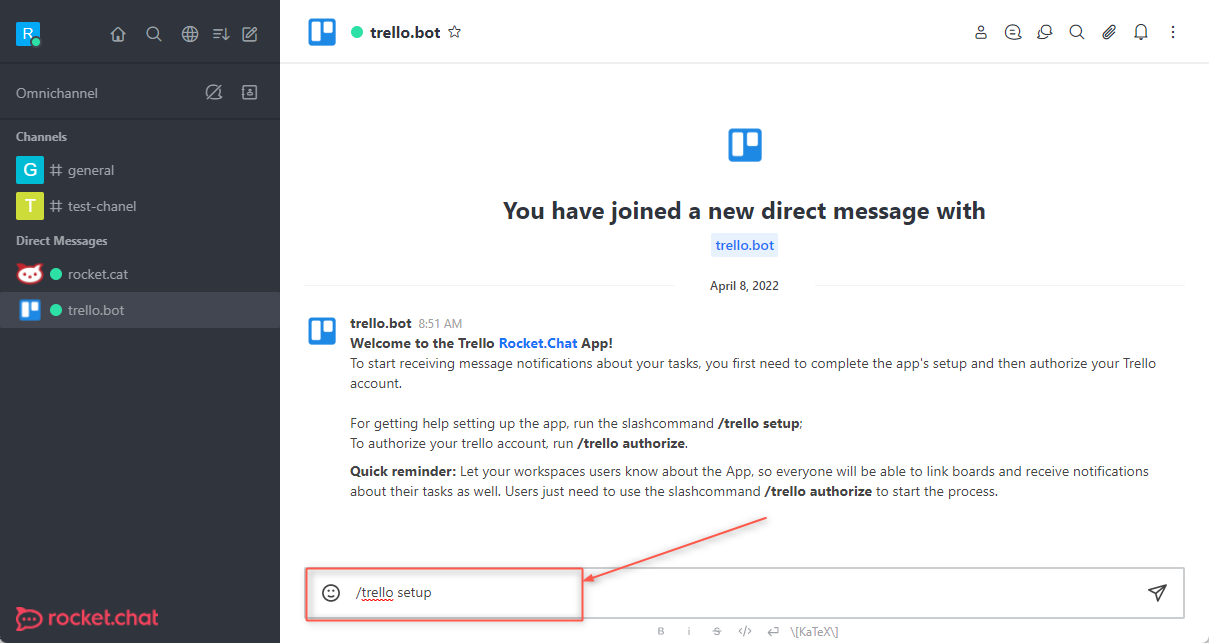 R
Omnichannel
Channels
G general
T test-chanel
Direct Messages
rocket.cat
trello.bot
rocket.chat
trello.bot
You have joined a new direct message with
trello.bot
April 8, 2022
trello.bot 8:51 AM
Welcome to the Trello Rocket.Chat App!
To start receiving message notifications about your tasks, you first need to complete the app's setup and then authorize your Trello
account.
For getting help setting up the app, run the slashcommand /trello setup;
To authorize your trello account, run /trello authorize.
Quick reminder: Let your workspaces users know about the App, so everyone will be able to link boards and receive notifications
about their tasks as well. Users just need to use the slashcommand /trello authorize to start the process.
/trello setup
B i S </> \[KaTeX\]